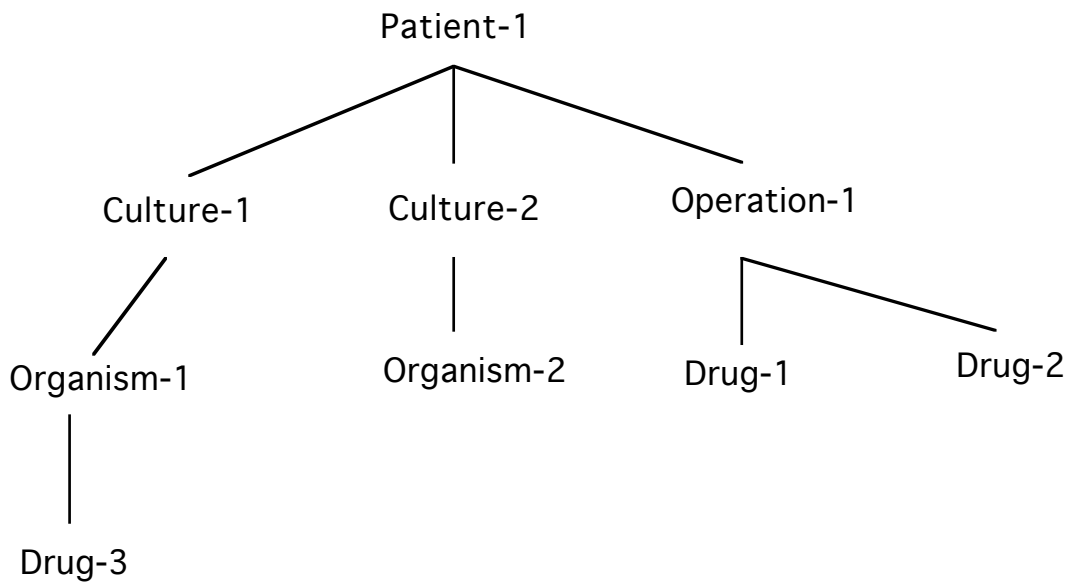 Patient-1
Culture-1
Culture-2
Operation-1
Organism-1
Organism-2
Drug-1
Drug-2
Drug-3